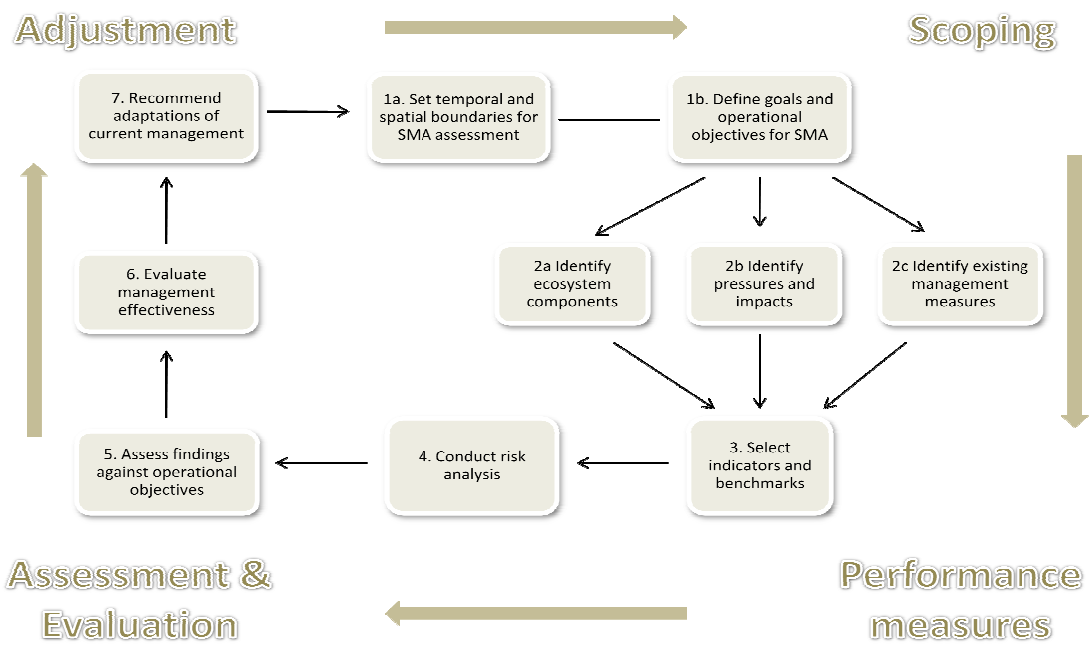 Adjustment
Scoping
7. Recommend
adaptations of
current management
1a. Set temporal and
spatial boundaries for
SMA assessment
1b. Define goals and
operational
objectives for SMA
6. Evaluate
management
effectiveness
2a Identify
ecosystem
components
2b Identify
pressures and
impacts
2c Identify existing
management
measures
5. Assess findings
against operational
objectives
4. Conduct risk
analysis
3. Select
indicators and
benchmarks
Assessment &
Evaluation
Performance
measures